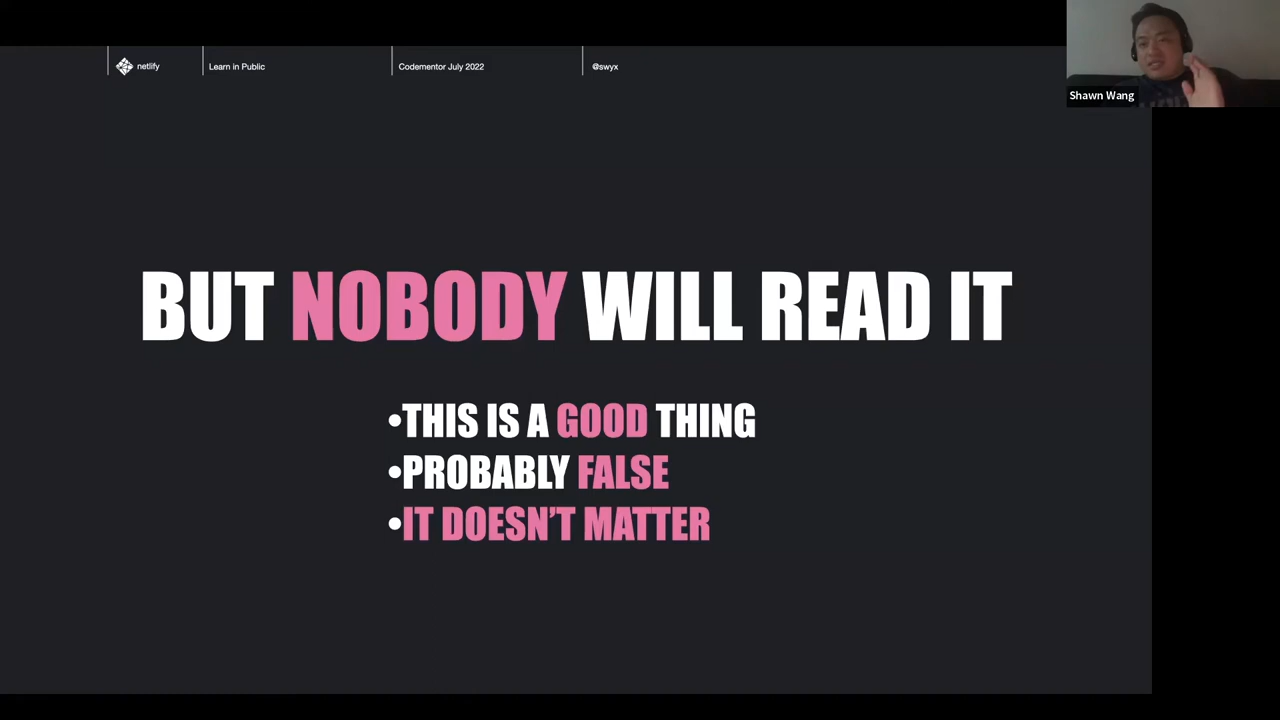 netlify
Learn in Public
Codementor July 2022
@swyx
Shawn Wang
BUT NOBODY WILL READ IT
•THIS IS A GOOD THING
•PROBABLY FALSE
•IT DOESN'T MATTER